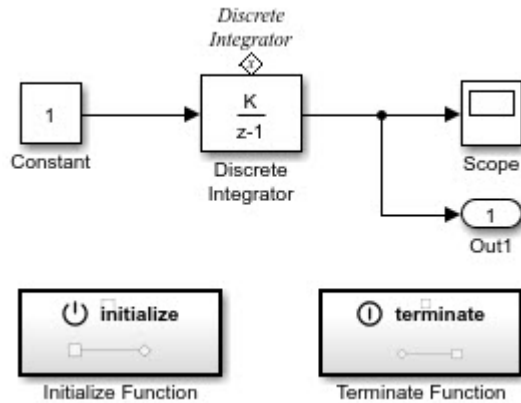 Discrete
Integrator
x
1
Constant
K
z-1
Discrete
Integrator
Scope
1
Out1
initialize
Initialize Function
terminate
Terminate Function